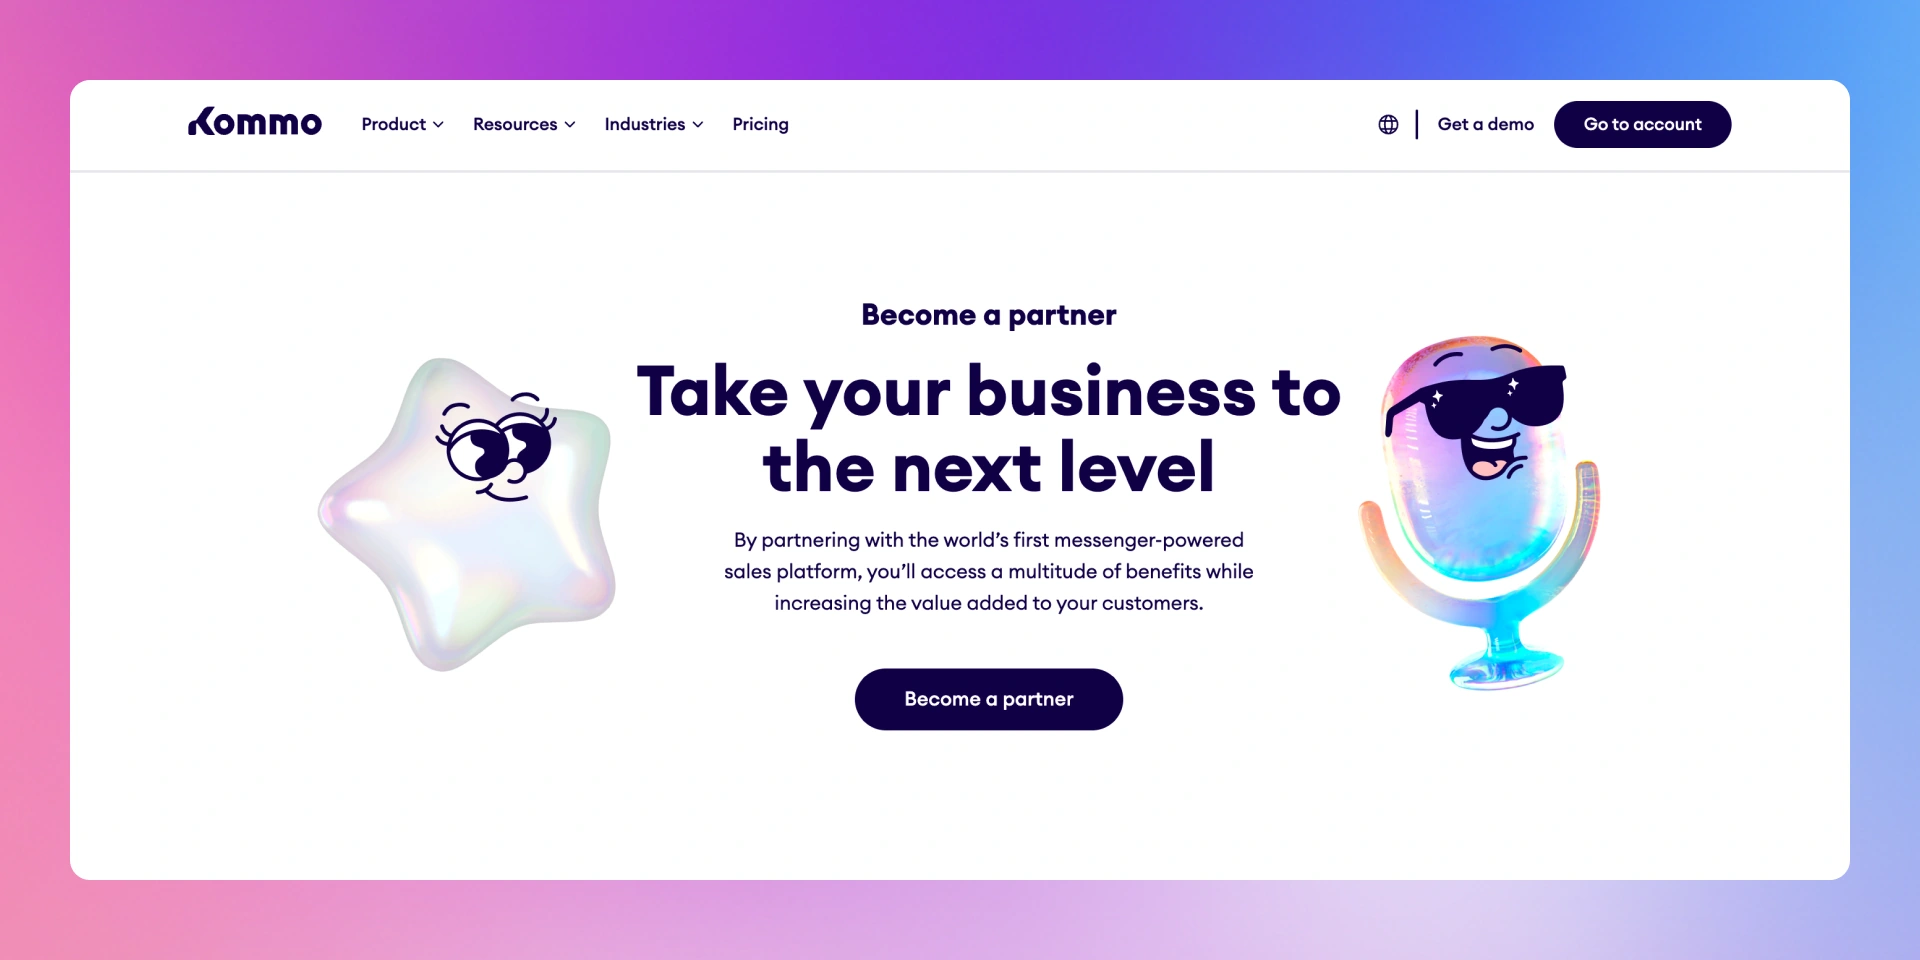 Kommo
Product
Resources
Industries
Pricing
Get a demo
Go to account
Become a partner
Take your business to
the next level
By partnering with the world’s first messenger-powered
sales platform, you’ll access a multitude of benefits while
increasing the value added to your customers.
Become a partner